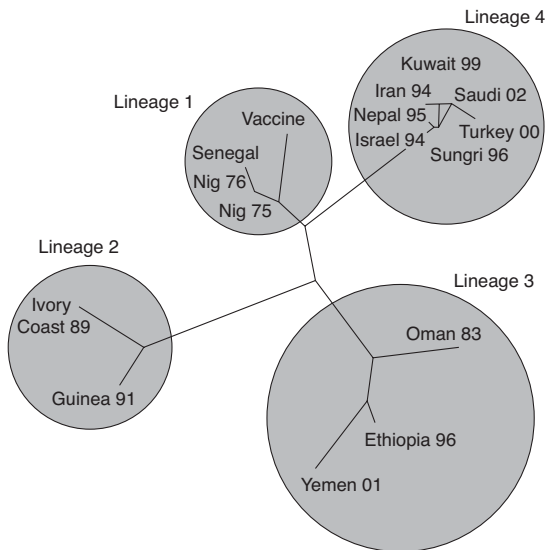 Lineage 4
Kuwait 99
Iran 94
Saudi 02
Nepal 95
Turkey 00
Israel 94
Sungri 96
Lineage 1
Vaccine
Senegal
Nig 76
Nig 75
Lineage 2
Ivory
Coast 89
Guinea 91
Lineage 3
Oman 83
Ethiopia 96
Yemen 01